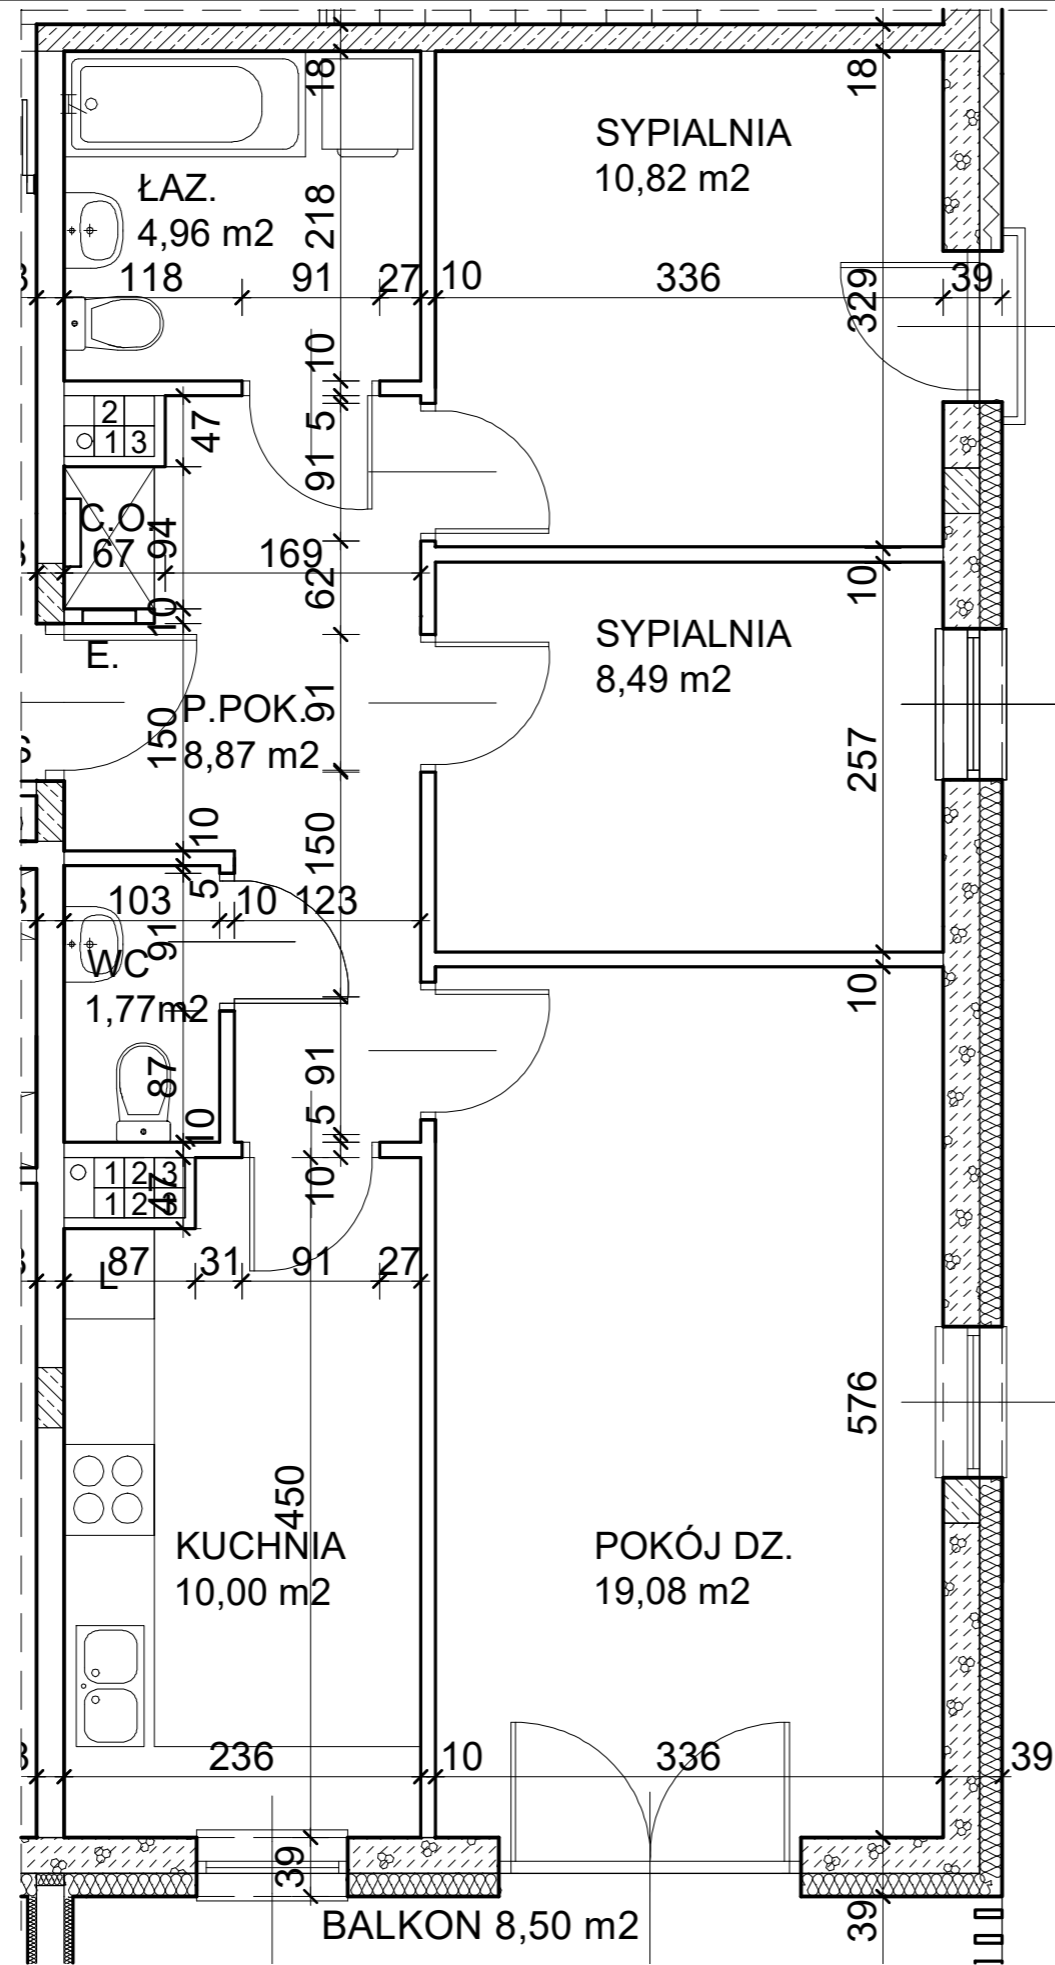 18
18
SYPIALNIA
10,82 m2
ŁAZ.
4,96 m2
218
118
91
27
10
336
39
329
10
2
1 3
47
5
91
C.O.
67
94
169
62
10
10
E.
SYPIALNIA
8,49 m2
P.POK.
8,87 m2
150
91
257
10
150
5
103
10
123
91
WC
1,77m2
10
87
91
10
5
1 2 3
1 2 3
47
10
L
87
31
91
27
576
450
KUCHNIA
10,00 m2
POKÓJ DZ.
19,08 m2
236
10
336
39
39
39
BALKON 8,50 m2